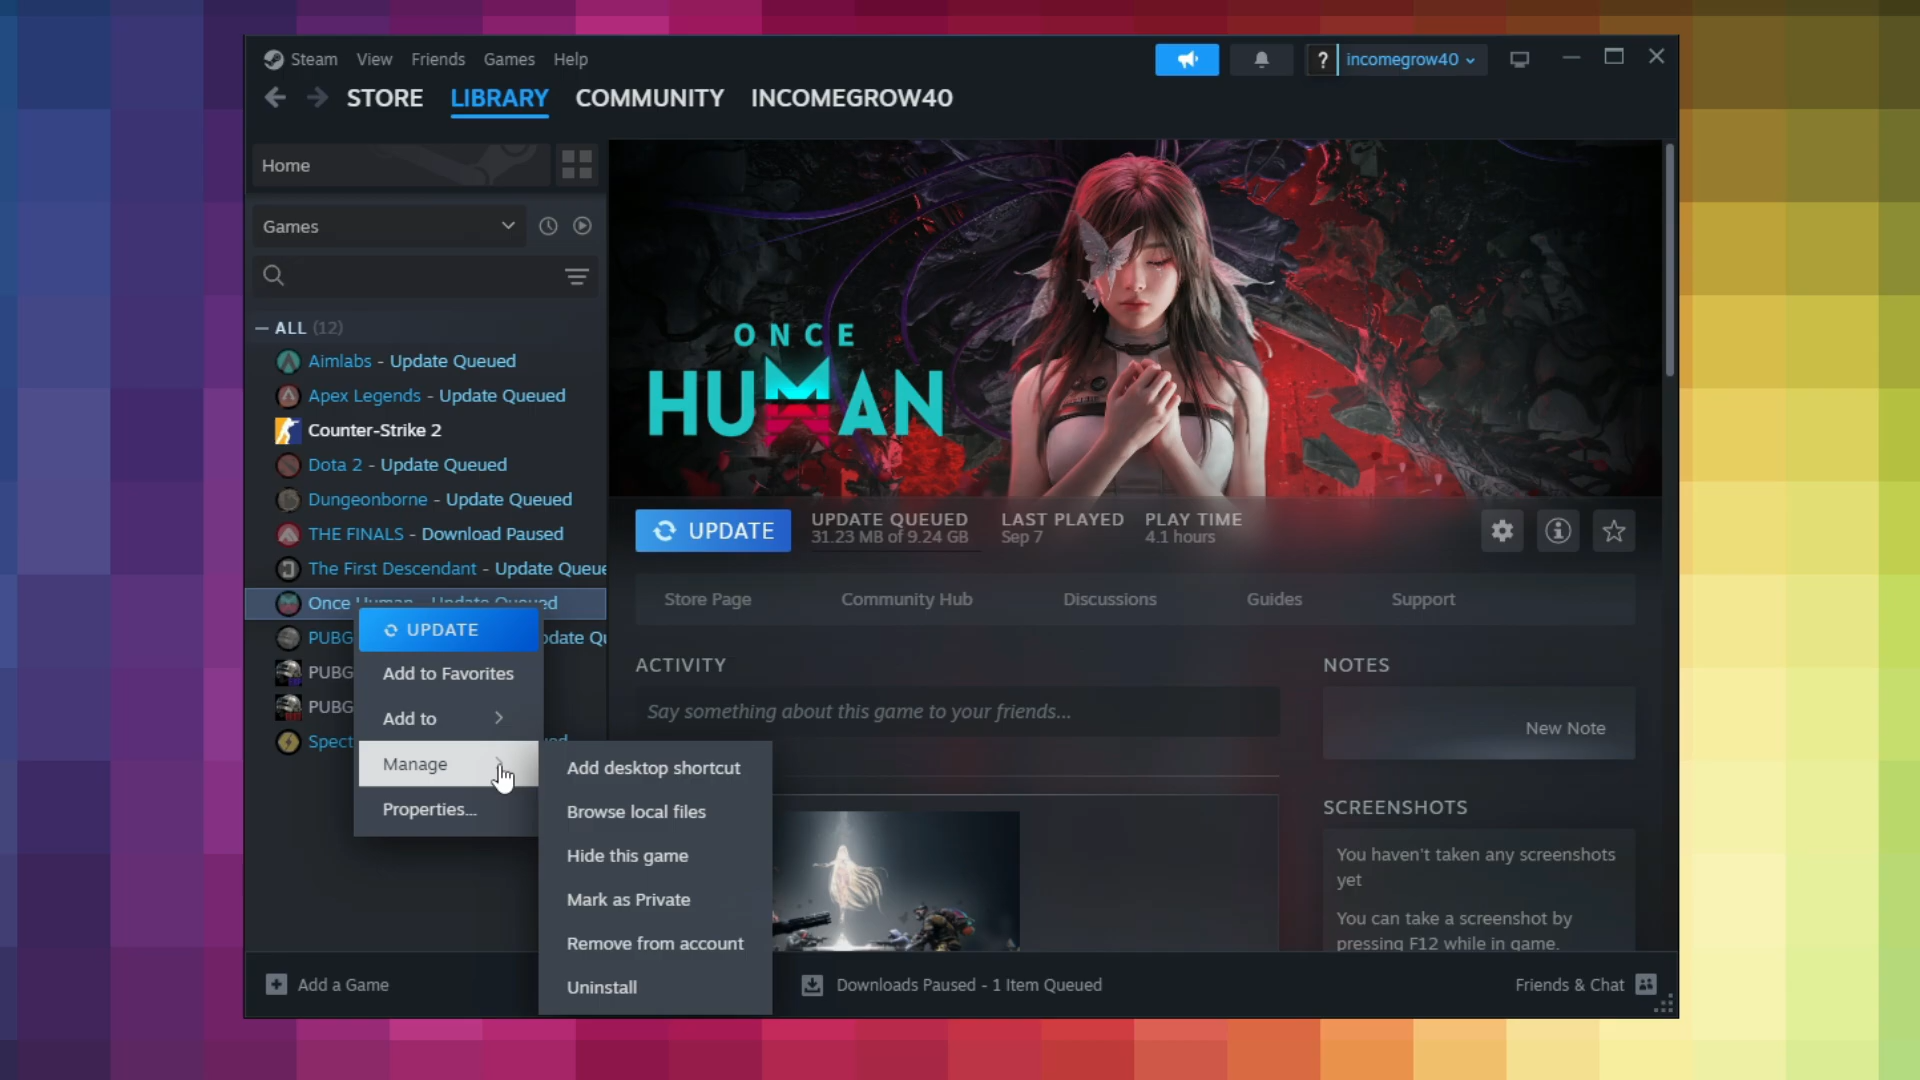 Steam View Friends Games Help
? incomegrow40
STORE LIBRARY COMMUNITY INCOMEGROW40
Home
Games
ALL (12)
Aimlabs - Update Queued
Apex Legends - Update Queued
Counter-Strike 2
Dota 2 - Update Queued
Dungeonborne - Update Queued
THE FINALS - Download Paused
The First Descendant - Update Queue
Once Human - Update Queued
PUBG
PUBG
PUBG
UPDATE
Add to Favorites
Add to
Manage
Properties...
Add desktop shortcut
Browse local files
Hide this game
Mark as Private
Remove from account
Uninstall
ONCE
HUMAN
UPDATE
UPDATE QUEUED
31.23 MB of 9.24 GB
LAST PLAYED
Sep 7
PLAY TIME
4.1 hours
Store Page Community Hub Discussions Guides Support
ACTIVITY
Say something about this game to your friends...
NOTES
New Note
SCREENSHOTS
You haven't taken any screenshots
yet
You can take a screenshot by
pressing F12 while in game.
Add a Game
Downloads Paused - 1 Item Queued
Friends & Chat